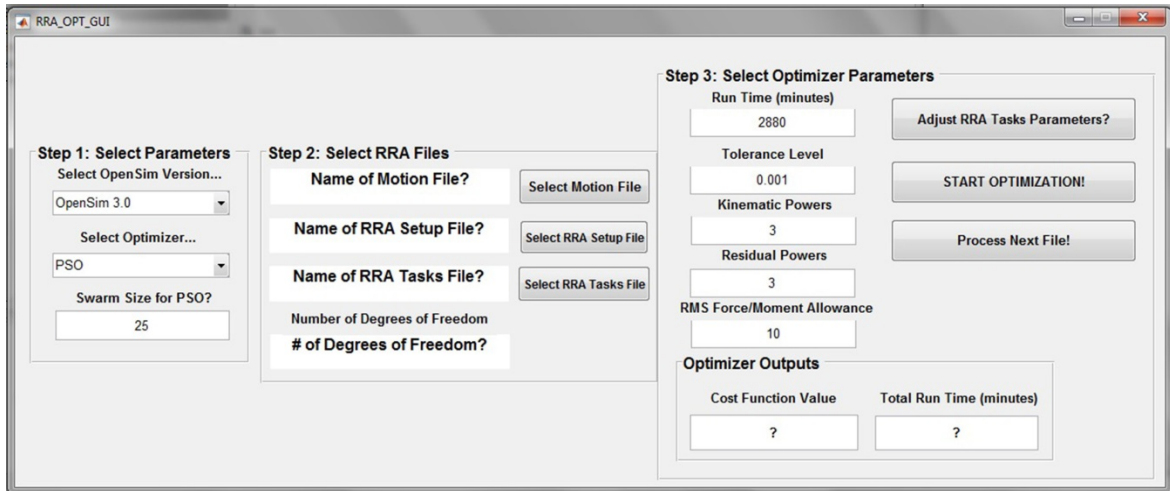 RRA_OPT_GUI
Step 1: Select Parameters
Select OpenSim Version...
OpenSim 3.0
Select Optimizer...
PSO
Swarm Size for PSO?
25
Step 2: Select RRA Files
Name of Motion File?
Select Motion File
Name of RRA Setup File?
Select RRA Setup File
Name of RRA Tasks File?
Select RRA Tasks File
Number of Degrees of Freedom
# of Degrees of Freedom?
Step 3: Select Optimizer Parameters
Run Time (minutes)
2880
Tolerance Level
0.001
Kinematic Powers
3
Residual Powers
3
RMS Force/Moment Allowance
10
Adjust RRA Tasks Parameters?
START OPTIMIZATION!
Process Next File!
Optimizer Outputs
Cost Function Value
?
Total Run Time (minutes)
?